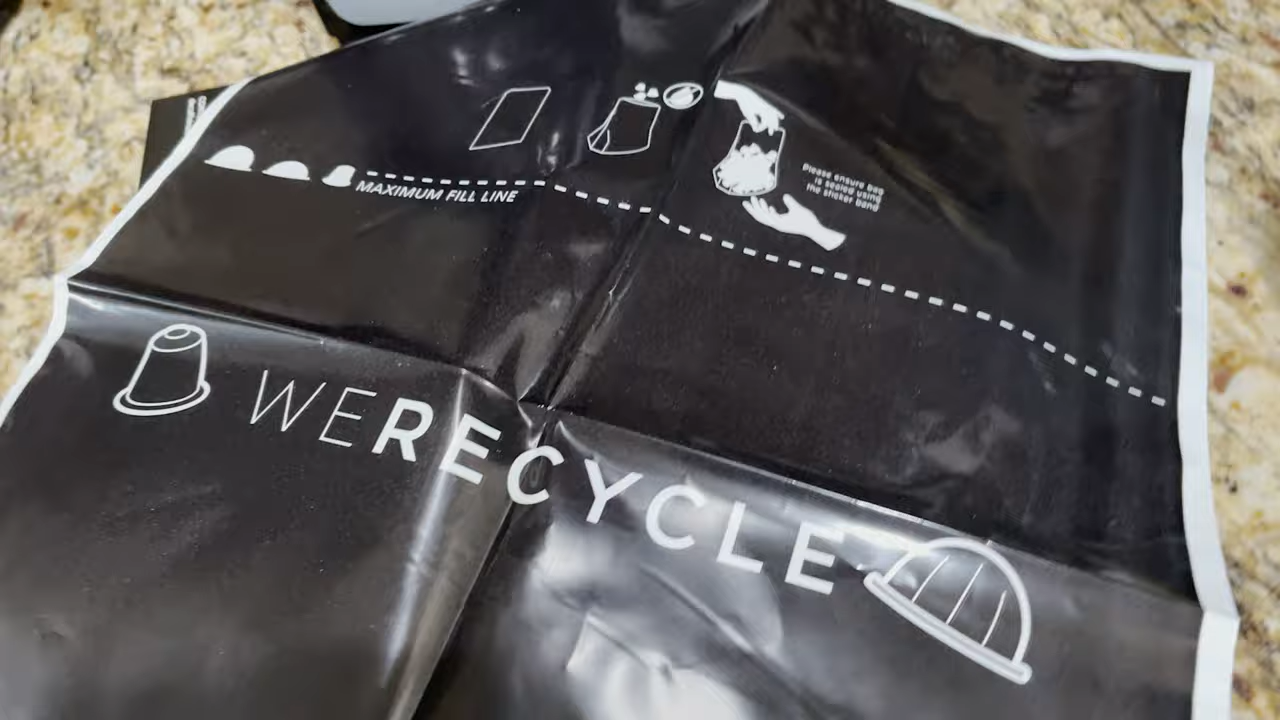 MAXIMUM FILL LINE
Please ensure bag
is sealed using
the sticker band
WERECYCLE